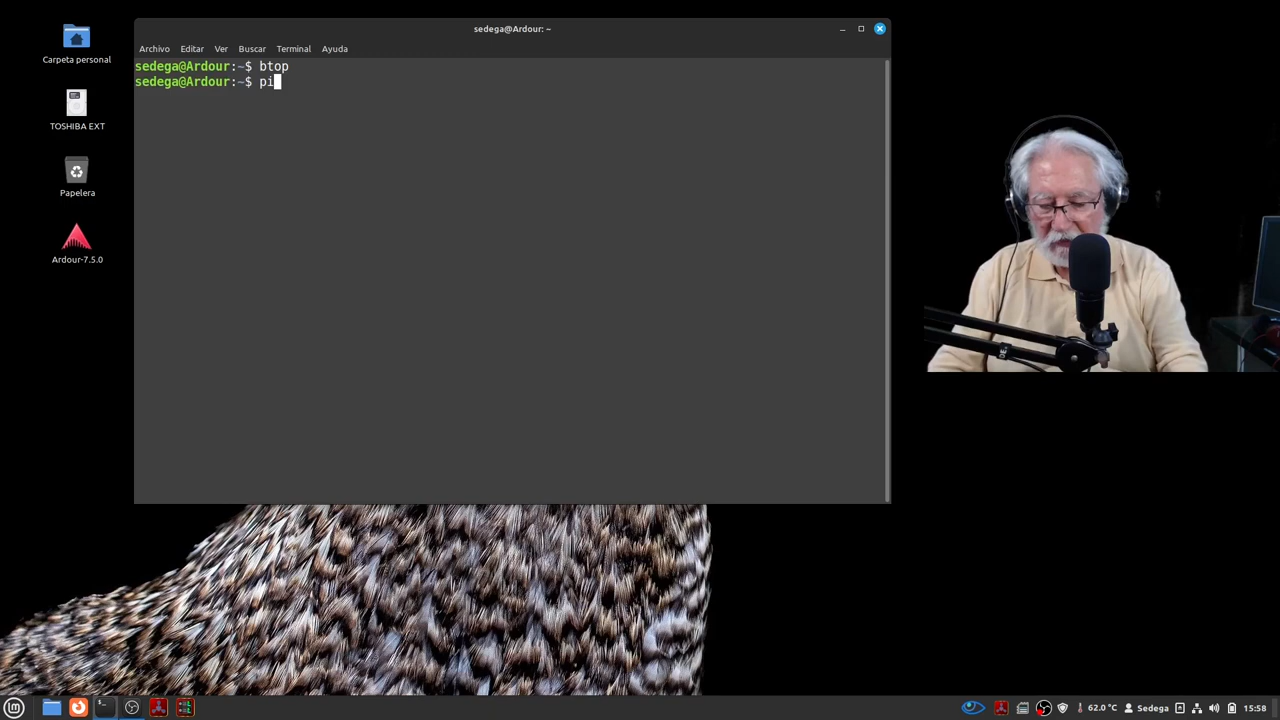 sedega@Ardour: ~
Archivo Editar Ver Buscar Terminal Ayuda
sedega@Ardour:~$ btop
sedega@Ardour:~$ pi
Carpeta personal
TOSHIBA EXT
Papelera
Ardour-7.5.0
62.0 °C Sedega 15:58